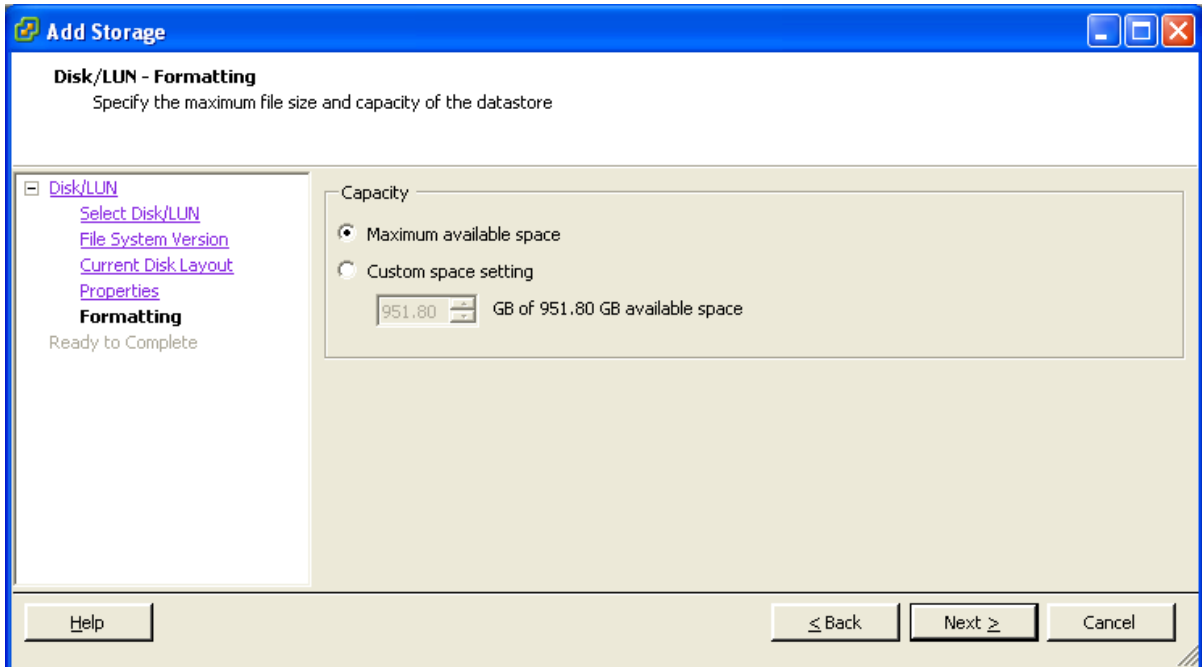 Add Storage
Disk/LUN - Formatting
Specify the maximum file size and capacity of the datastore
Disk/LUN
Select Disk/LUN
File System Version
Current Disk Layout
Properties
Formatting
Ready to Complete
Capacity
Maximum available space
Custom space setting
951.80 GB of 951.80 GB available space
Help
≤ Back
Next ≥
Cancel